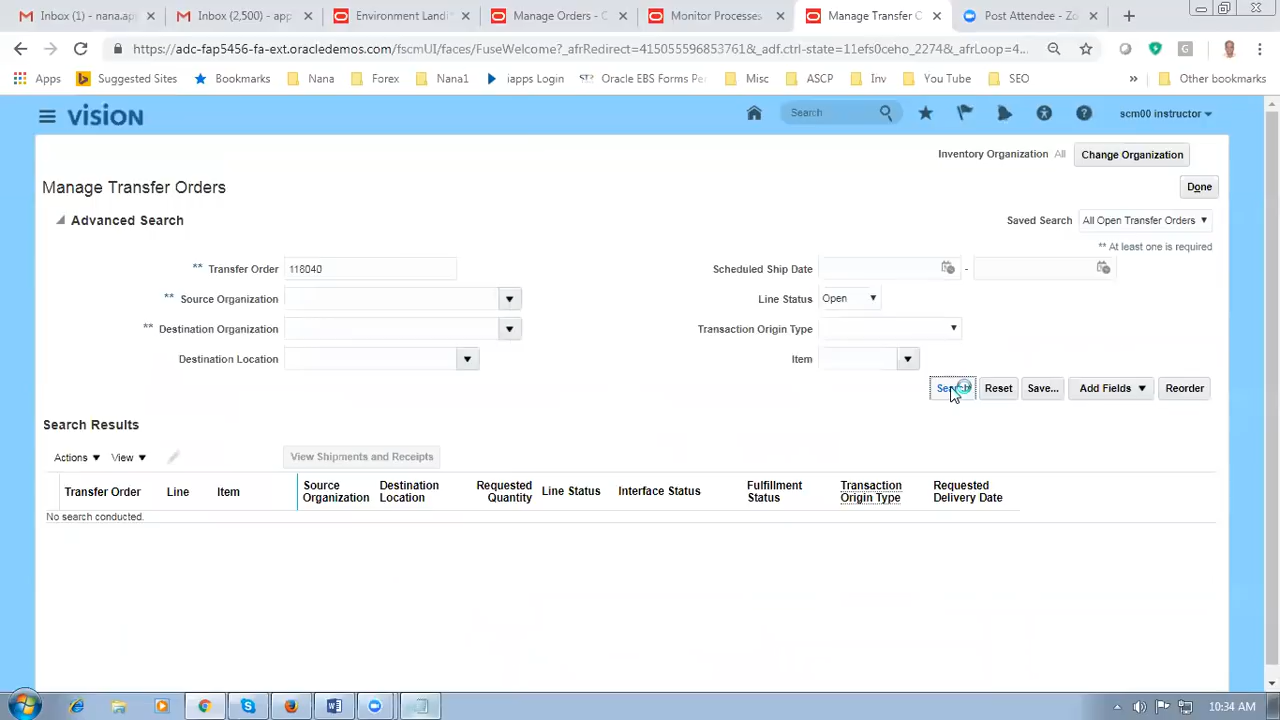 Inbox (1) - nana.app
Inbox (2,500) - app
Environment Landi
Manage Orders - C
Monitor Processes
Manage Transfer C
Post Attendee - Zo
https://adc-fap5456-fa-ext.oracledemos.com/fscmUI/faces/FuseWelcome?_afrRedirect=415055596853761&_adf.ctrl-state=11efs0ceho_2274&_afrLoop=4...
Apps
Suggested Sites
Bookmarks
Nana
Forex
Nana1
iapps Login
Oracle EBS Forms Pe
Misc
ASCP
Inv
You Tube
SEO
»
Other bookmarks
VISION
Search
scm00 instructor
Inventory Organization All
Change Organization
Manage Transfer Orders
Done
Advanced Search
Saved Search
All Open Transfer Orders
** At least one is required
** Transfer Order
118040
Scheduled Ship Date
-
** Source Organization
Line Status
Open
** Destination Organization
Transaction Origin Type
Destination Location
Item
Reset
Save...
Add Fields
Reorder
Search Results
Actions
View
View Shipments and Receipts
Transfer Order
Line
Item
Source Organization
Destination Location
Requested Quantity
Line Status
Interface Status
Fulfillment Status
Transaction Origin Type
Requested Delivery Date
No search conducted.
10:34 AM